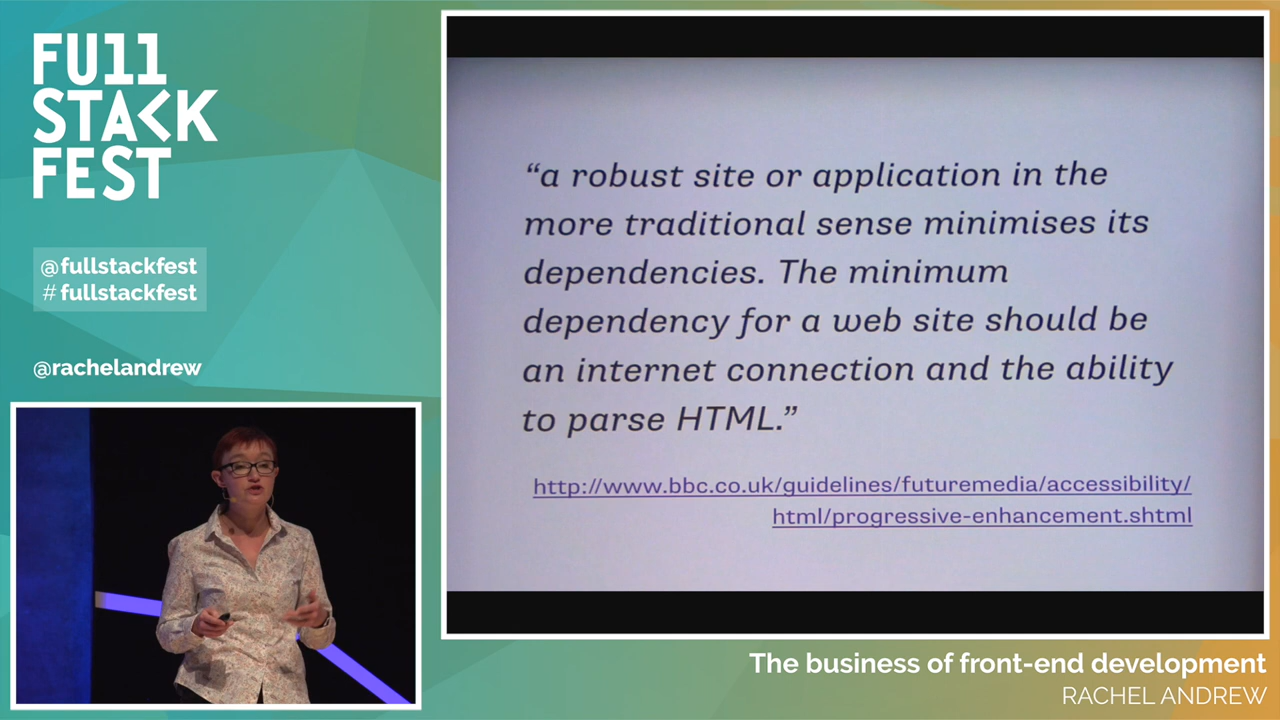 FU11
STACK
FEST
@fullstackfest
# fullstackfest
@rachelandrew
“a robust site or application in the
more traditional sense minimises its
dependencies. The minimum
dependency for a web site should be
an internet connection and the ability
to parse HTML.”
http://www.bbc.co.uk/guidelines/futuremedia/accessibility/
html/progressive-enhancement.shtml
The business of front-end development
RACHEL ANDREW